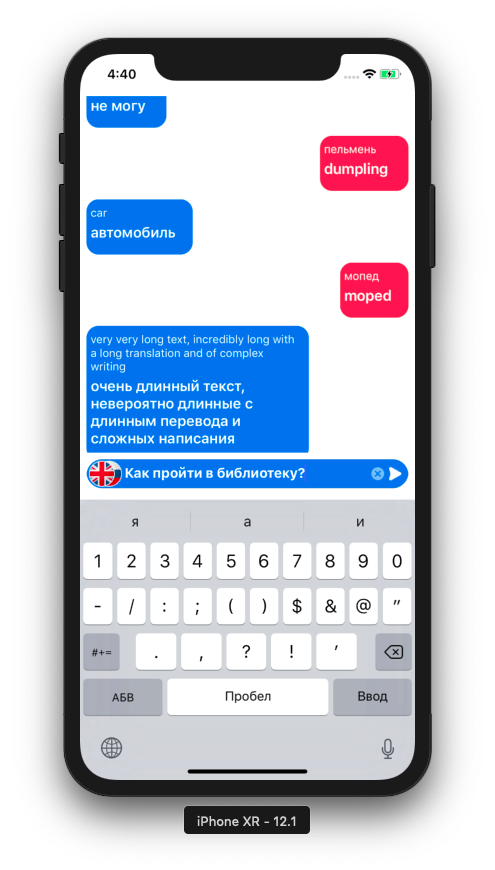 4:40
не могу
пельмень
dumpling
car
автомобиль
мопед
moped
very very long text, incredibly long with
a long translation and of complex
writing
очень длинный текст,
невероятно длинные с
длинным перевода и
сложных написания
Как пройти в библиотеку?
я а и
1 2 3 4 5 6 7 8 9 0
- / : ; ( ) $ & @ "
#+= . , ? ! ’
АБВ Пробел Ввод
iPhone XR - 12.1